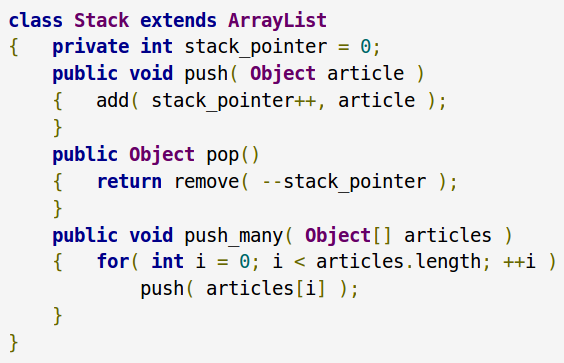 class Stack extends ArrayList
{   private int stack_pointer = 0;
    public void push( Object article )
    {   add( stack_pointer++, article );
    }
    public Object pop()
    {   return remove( --stack_pointer );
    }
    public void push_many( Object[] articles )
    {   for( int i = 0; i < articles.length; ++i )
            push( articles[i] );
    }
}